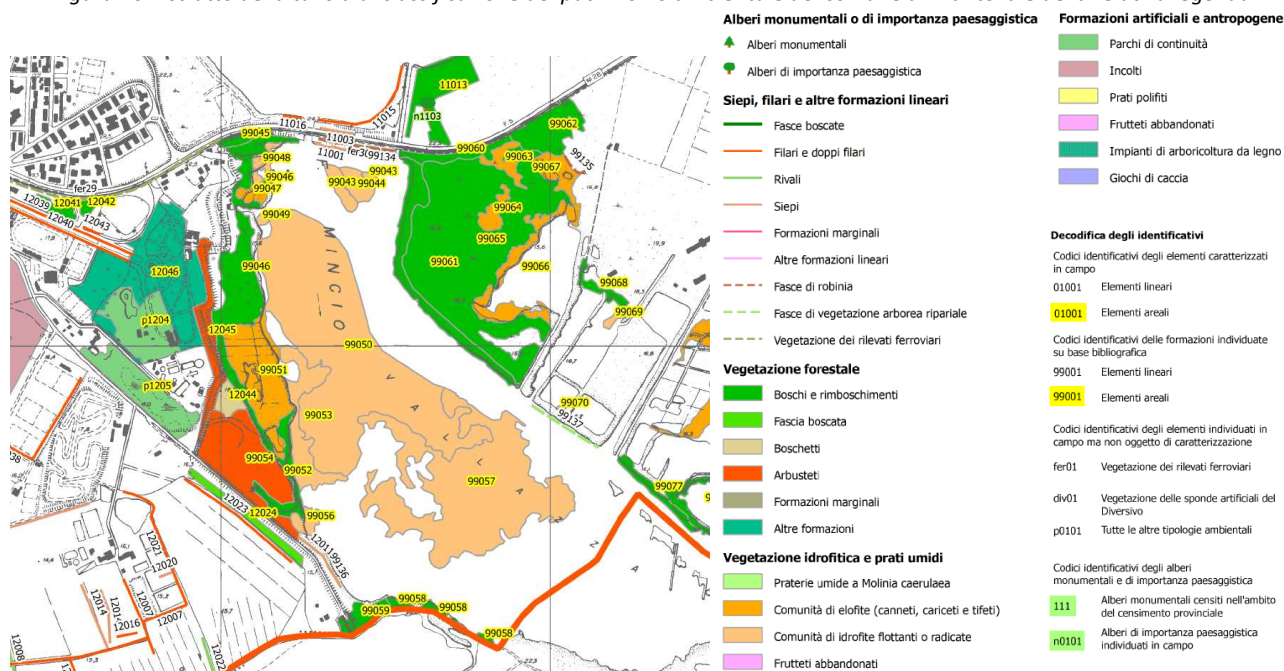 Alberi monumentali o di importanza paesaggistica
Alberi monumentali
Alberi di importanza paesaggistica
Siepi, filari e altre formazioni lineari
Fasce boscate
Filari e doppi filari
Rivali
Siepi
Formazioni marginali
Altre formazioni lineari
Fasce di robinia
Fasce di vegetazione arborea ripariale
Vegetazione dei rilevati ferroviari
Vegetazione forestale
Boschi e rimboschimenti
Fascia boscata
Boschetti
Arbusteti
Formazioni marginali
Altre formazioni
Vegetazione idrofitica e prati umidi
Praterie umide a Molinia caerulaea
Comunità di elofite (canneti, cariceti e tifeti)
Comunità di idrofite flottanti o radicate
Frutteti abbandonati
Formazioni artificiali e antropogene
Parchi di continuità
Incolti
Prati polifiti
Frutteti abbandonati
Impianti di arboricoltura da legno
Giochi di caccia
Decodifica degli identificativi
Codici identificativi degli elementi caratterizzati
in campo
01001 Elementi lineari
01001 Elementi areali
Codici identificativi delle formazioni individuate
su base bibliografica
99001 Elementi lineari
99001 Elementi areali
Codici identificativi degli elementi individuati in
campo ma non oggetto di caratterizzazione
fer01 Vegetazione dei rilevati ferroviari
div01 Vegetazione delle sponde artificiali del
Diversivo
p0101 Tutte le altre tipologie ambientali
Codici identificativi degli alberi
monumentali e di importanza paesaggistica
111 Alberi monumentali censiti nell'ambito
del censimento provinciale
n0101 Alberi di importanza paesaggistica
individuati in campo
11013
n1103
11015
11016
11003
11001
99134
99045
99048
99046
99047
99049
99043
99043
99044
99060
99062
99063
99067
99135
99064
99065
99061
99066
99068
99069
fer29
12041
12042
12039
12040
12043
12046
p1204
p1205
12045
99046
MINCIO
99050
99051
12044
99053
99054
99052
99057
VALLAZZA
99070
99137
99077
12023
12024
99056
99136
99058
99058
99058
99059
12021
12020
12014
12014
12007
12007
12016
12008
12022